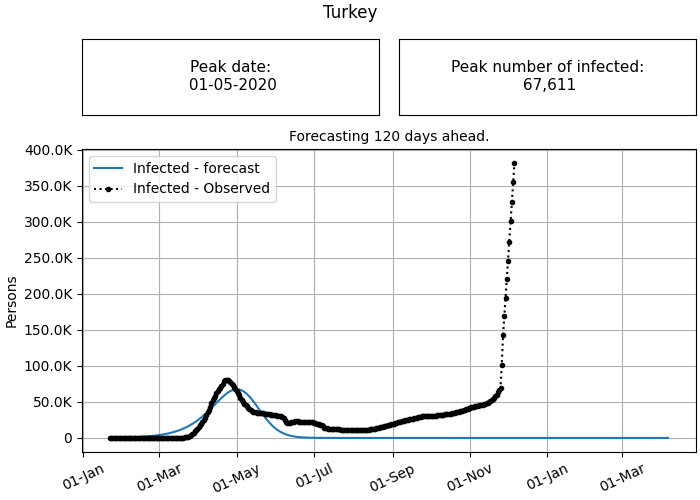 Turkey
Peak date:
01-05-2020
Peak number of infected:
67,611
Forecasting 120 days ahead.
400.0K
350.0K
300.0K
250.0K
200.0K
150.0K
100.0K
50.0K
0
Persons
Infected - forecast
Infected - Observed
01-Jan
01-Mar
01-May
01-Jul
01-Sep
01-Nov
01-Jan
01-Mar